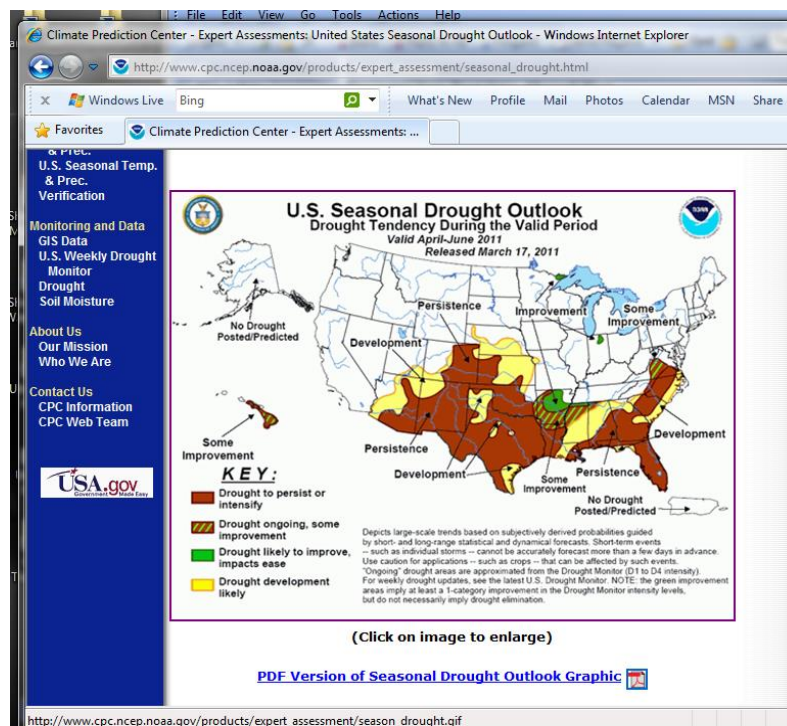 File Edit View Go Tools Actions Help
Climate Prediction Center - Expert Assessments: United States Seasonal Drought Outlook - Windows Internet Explorer
http://www.cpc.ncep.noaa.gov/products/expert_assessment/seasonal_drought.html
x Windows Live Bing What's New Profile Mail Photos Calendar MSN Share
Favorites Climate Prediction Center - Expert Assessments: ...
& Prec.
U.S. Seasonal Temp.
& Prec.
Verification
Monitoring and Data
GIS Data
U.S. Weekly Drought
Monitor
Drought
Soil Moisture
About Us
Our Mission
Who We Are
Contact Us
CPC Information
CPC Web Team
USA.gov
Government Made Easy
U.S. Seasonal Drought Outlook
Drought Tendency During the Valid Period
Valid April-June 2011
Released March 17, 2011
No Drought
Posted/Predicted
Persistence
Improvement
Some
Improvement
Development
Some
Improvement
Persistence
Development
Some
Improvement
Persistence
Development
No Drought
Posted/Predicted
KEY:
Drought to persist or
intensify
Drought ongoing, some
improvement
Drought likely to improve,
impacts ease
Drought development
likely
Depicts large-scale trends based on subjectively derived probabilities guided
by short- and long-range statistical and dynamical forecasts. Short-term events
-- such as individual storms -- cannot be accurately forecast more than a few days in advance.
Use caution for applications -- such as crops -- that can be affected by such events.
"Ongoing" drought areas are approximated from the Drought Monitor (D1 to D4 intensity).
For weekly drought updates, see the latest U.S. Drought Monitor. NOTE: the green improvement
areas imply at least a 1-category improvement in the Drought Monitor intensity levels,
but do not necessarily imply drought elimination.
(Click on image to enlarge)
PDF Version of Seasonal Drought Outlook Graphic
http://www.cpc.ncep.noaa.gov/products/expert_assessment/season_drought.gif